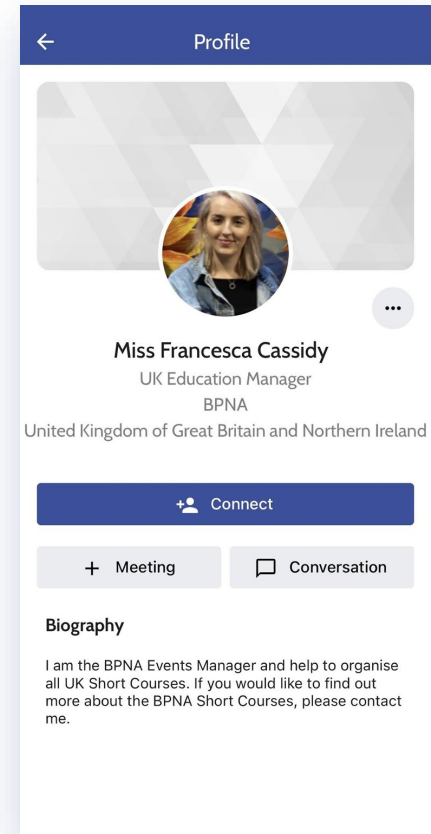 Profile
Miss Francesca Cassidy
UK Education Manager
BPNA
United Kingdom of Great Britain and Northern Ireland
Connect
Meeting
Conversation
Biography
I am the BPNA Events Manager and help to organise
all UK Short Courses. If you would like to find out
more about the BPNA Short Courses, please contact
me.